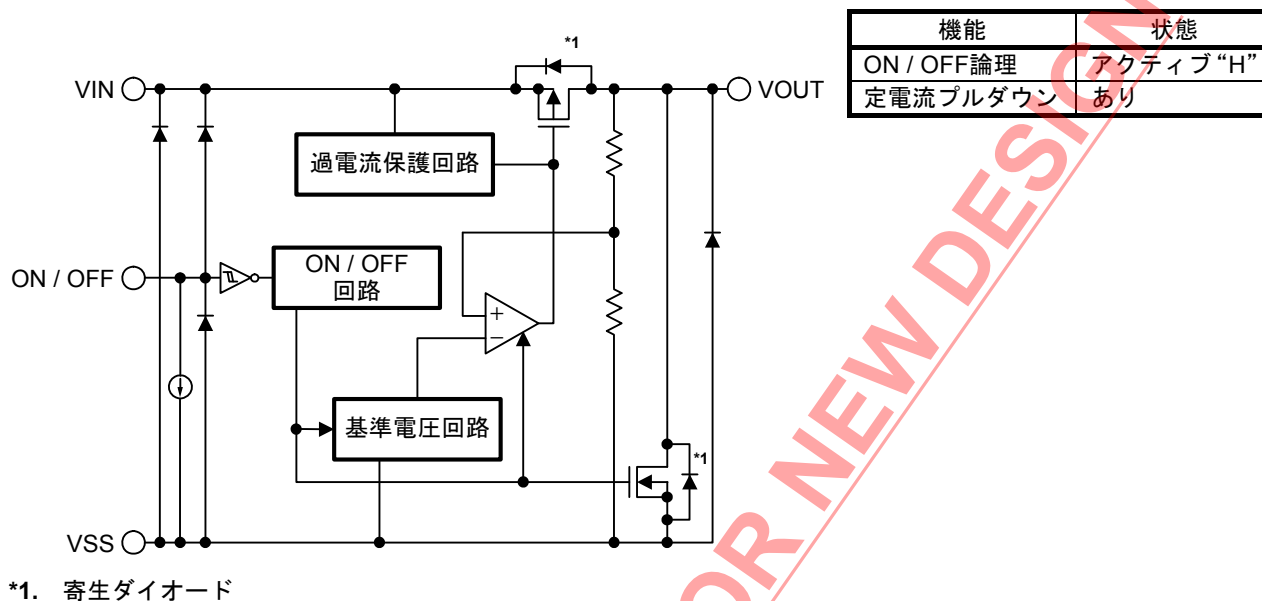 *1
VIN
VOUT
過電流保護回路
ON / OFF
ON / OFF
回路
+
−
基準電圧回路
*1
VSS
*1. 寄生ダイオード
機能 状態
ON / OFF論理 アクティブ“H”
定電流プルダウン あり
OR NEW DESIGN